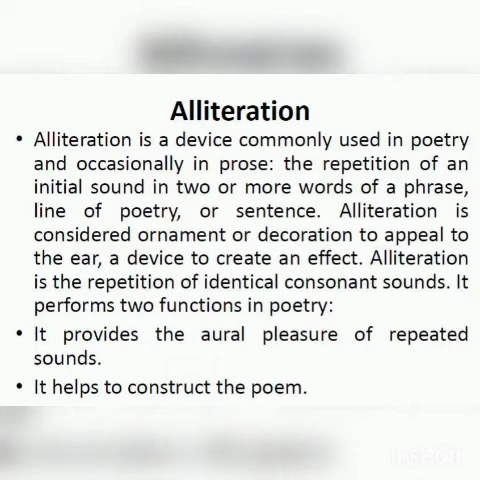 Alliteration
• Alliteration is a device commonly used in poetry
and occasionally in prose: the repetition of an
initial sound in two or more words of a phrase,
line of poetry, or sentence. Alliteration is
considered ornament or decoration to appeal to
the ear, a device to create an effect. Alliteration
is the repetition of identical consonant sounds. It
performs two functions in poetry:
• It provides the aural pleasure of repeated
sounds.
• It helps to construct the poem.